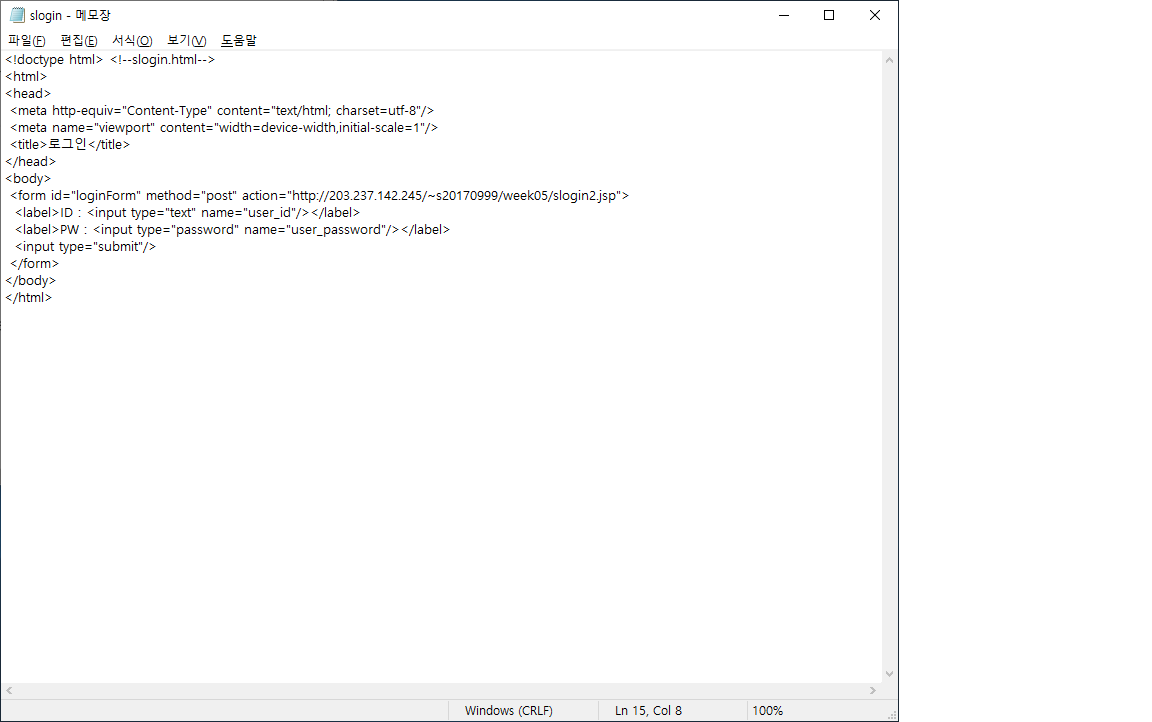 slogin - 메모장
파일(F) 편집(E) 서식(O) 보기(V) 도움말
<!doctype html> <!--slogin.html-->
<html>
<head>
 <meta http-equiv="Content-Type" content="text/html; charset=utf-8"/>
 <meta name="viewport" content="width=device-width,initial-scale=1"/>
 <title>로그인</title>
</head>
<body>
 <form id="loginForm" method="post" action="http://203.237.142.245/~s20170999/week05/slogin2.jsp">
  <label>ID : <input type="text" name="user_id"/></label>
  <label>PW : <input type="password" name="user_password"/></label>
  <input type="submit"/>
 </form>
</body>
</html>
Windows (CRLF) Ln 15, Col 8 100%